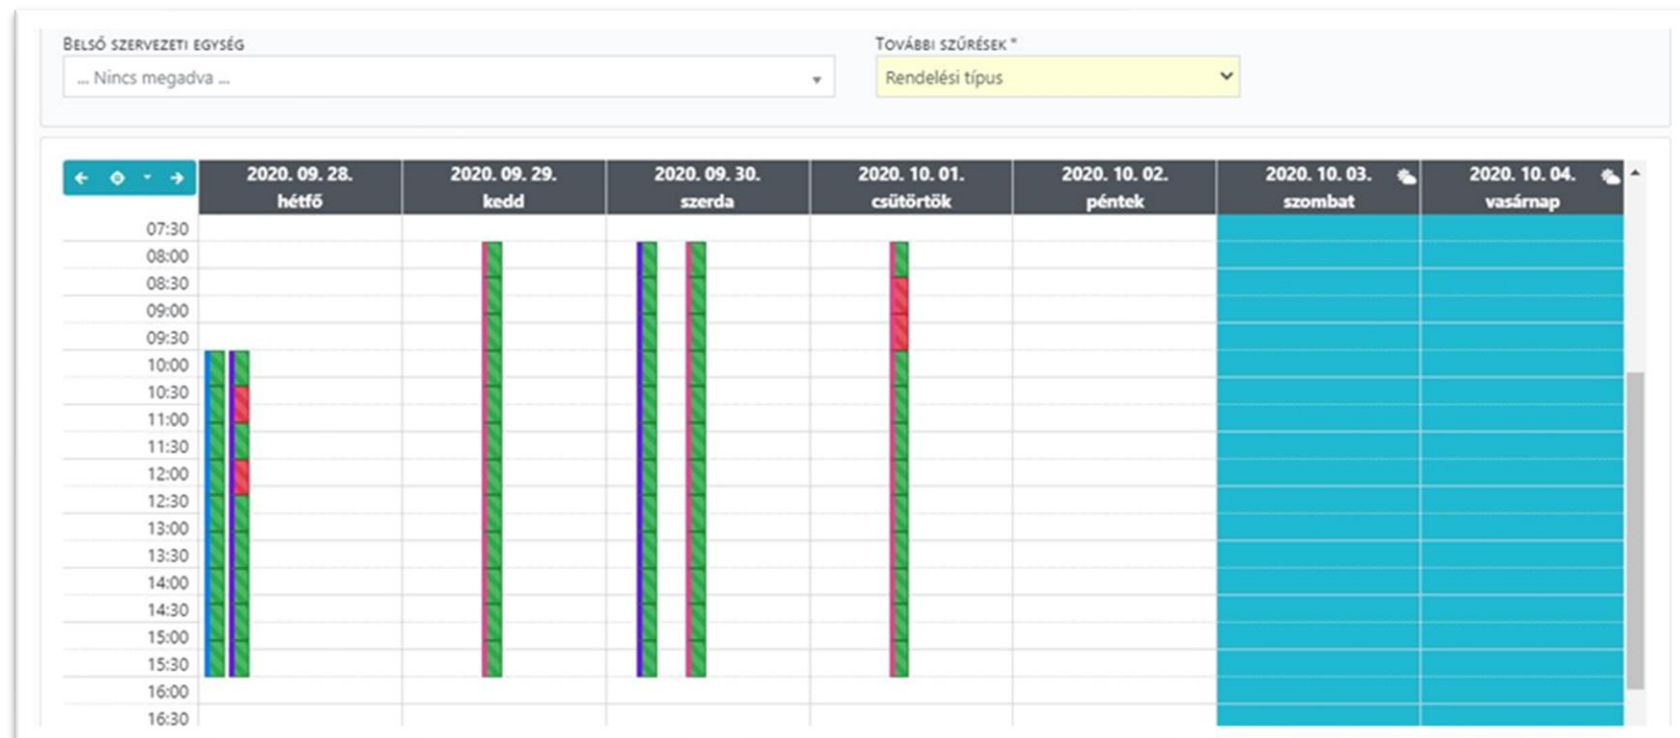 BELSŐ SZERVEZETI EGYSÉG
TOVÁBBI SZŰRÉSEK *
... Nincs megadva ...
Rendelési típus
2020. 09. 28.
hétfő
2020. 09. 29.
kedd
2020. 09. 30.
szerda
2020. 10. 01.
csütörtök
2020. 10. 02.
péntek
2020. 10. 03.
szombat
2020. 10. 04.
vasárnap
07:30
08:00
08:30
09:00
09:30
10:00
10:30
11:00
11:30
12:00
12:30
13:00
13:30
14:00
14:30
15:00
15:30
16:00
16:30